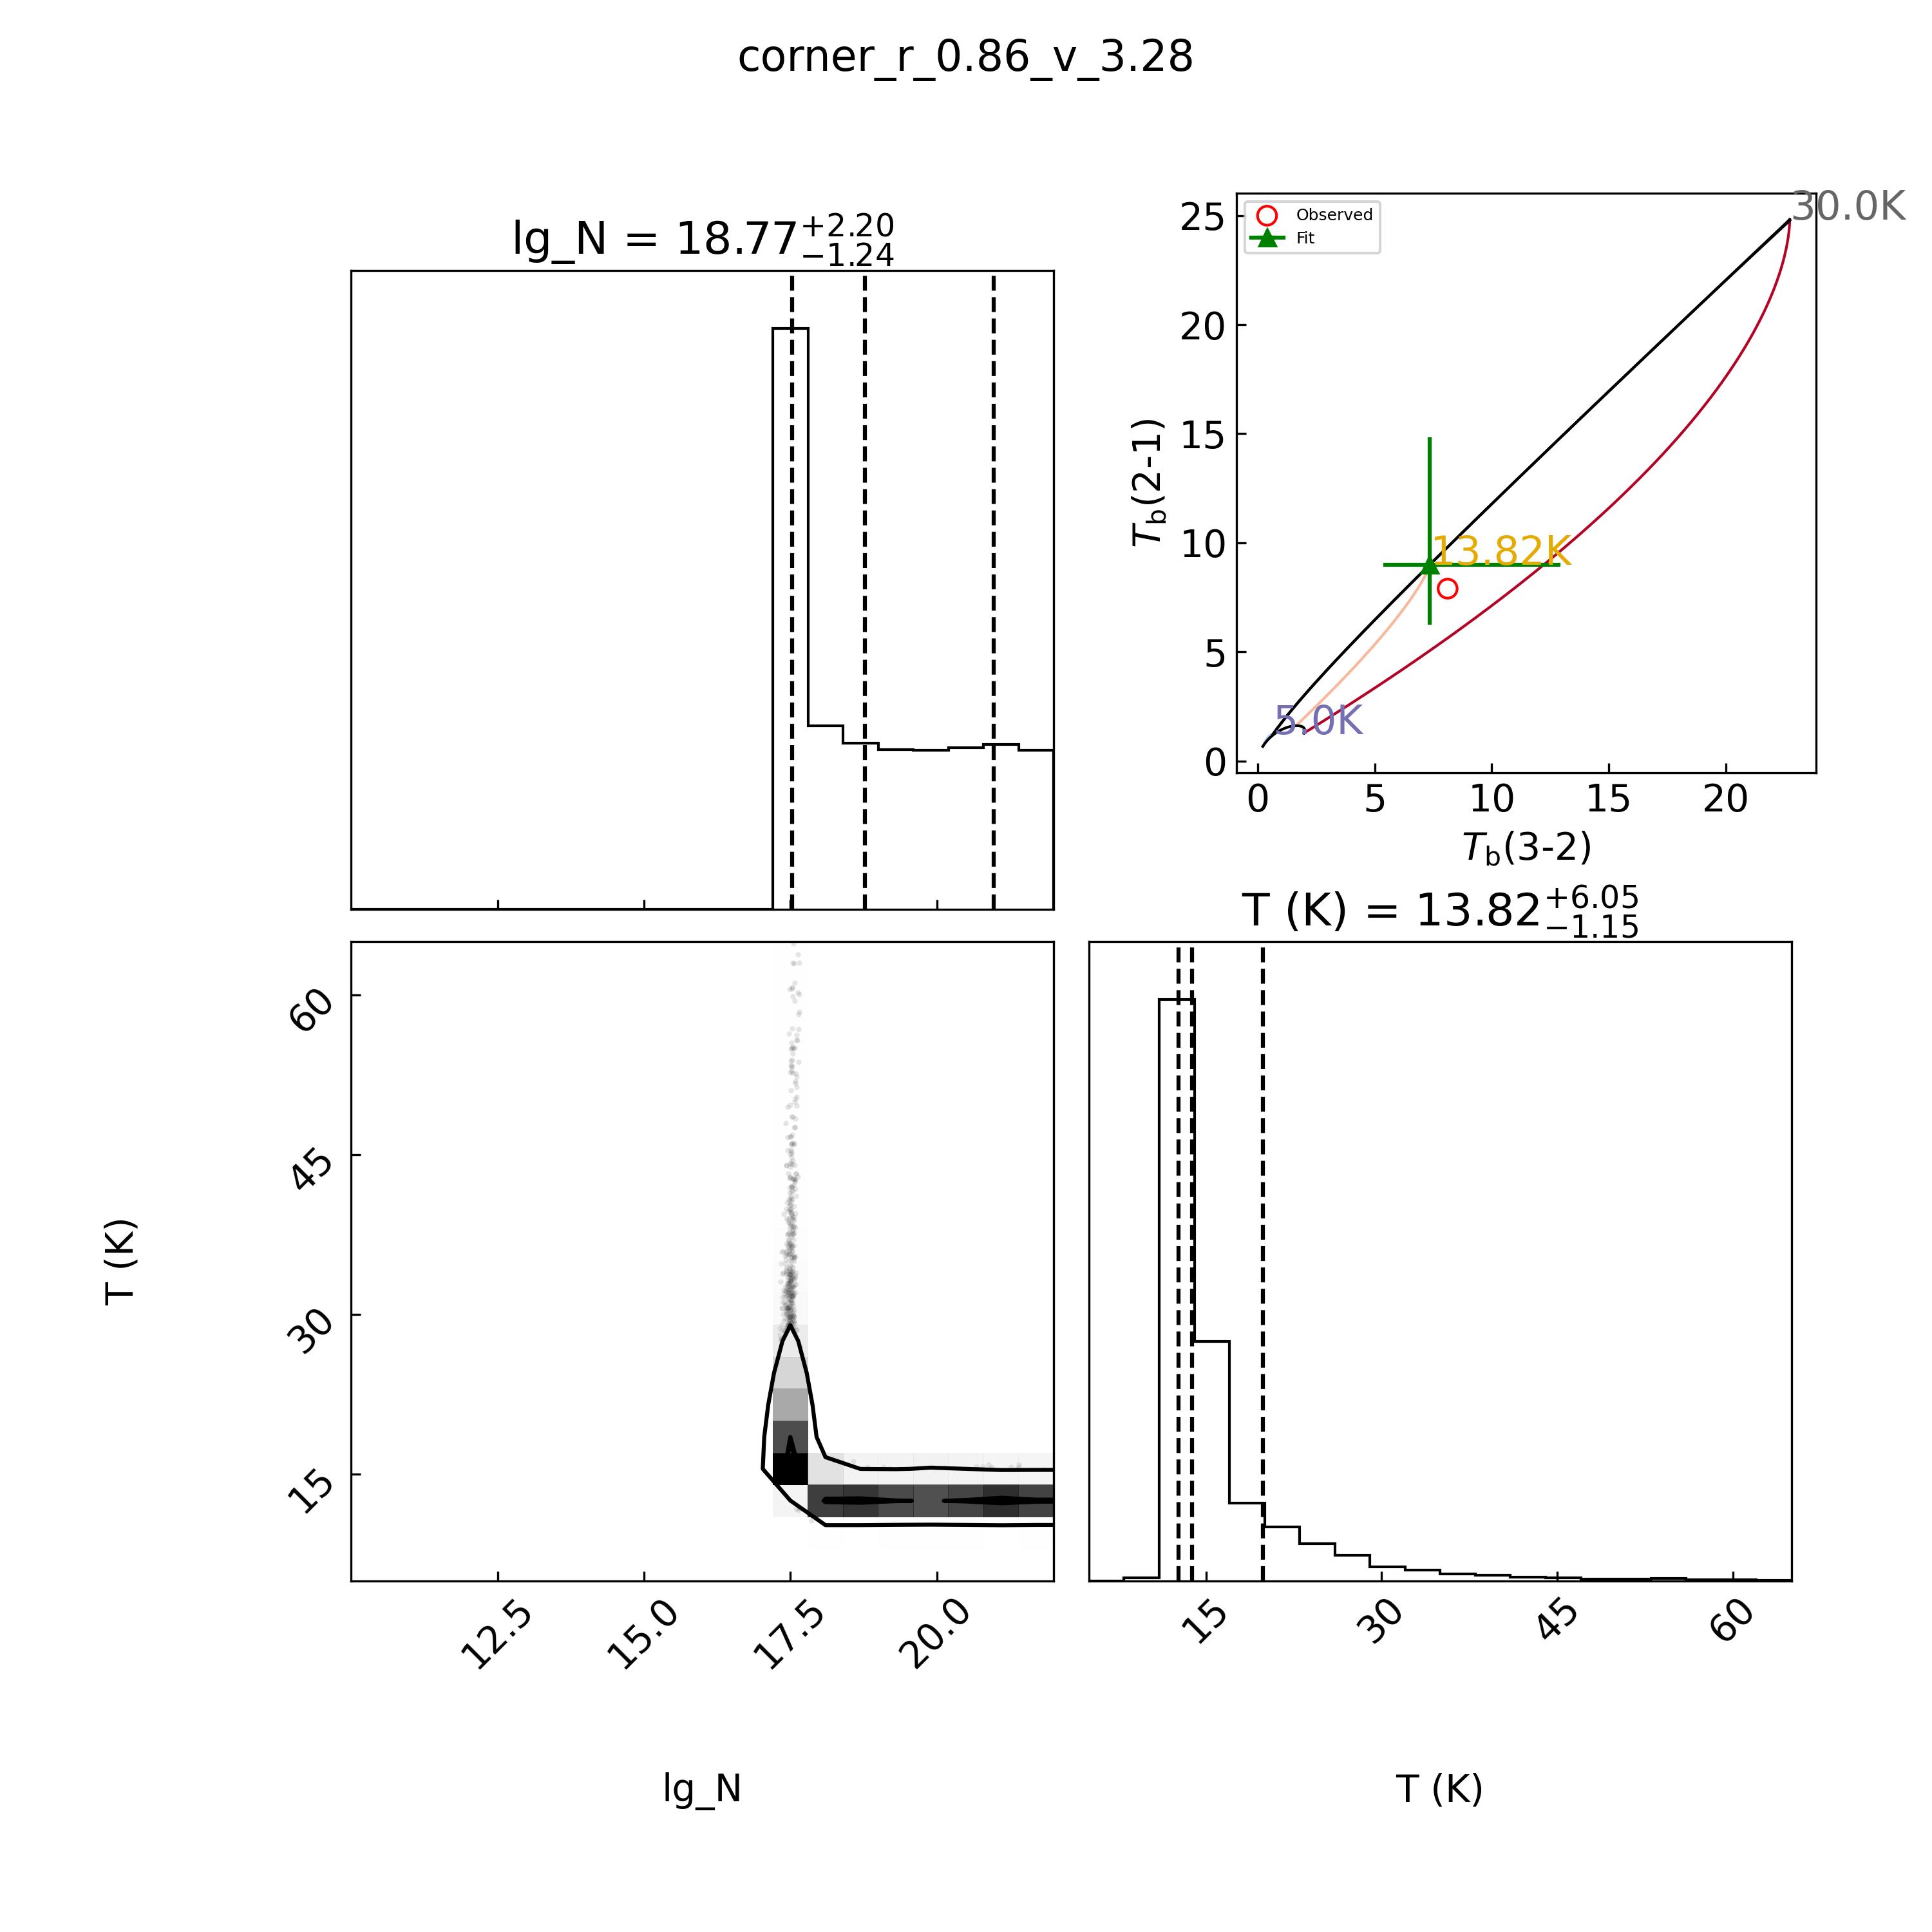 corner_r_0.86_v_3.28
lg_N = 18.77 +2.20 −1.24
25
20
15
10
5
0
T_b(2-1)
Observed
Fit
30.0K
13.82K
5.0K
0 5 10 15 20
T_b(3-2)
T (K) = 13.82 +6.05 −1.15
60
45
30
15
T (K)
12.5 15.0 17.5 20.0
lg_N
15 30 45 60
T (K)